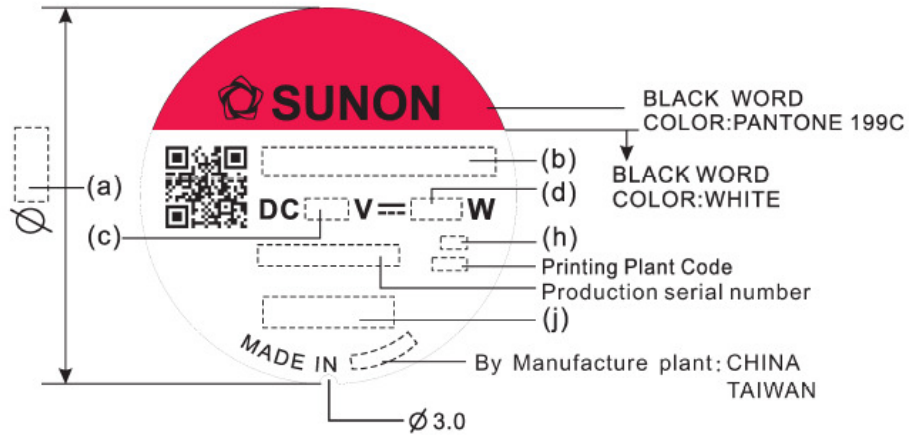 SUNON
BLACK WORD
COLOR:PANTONE 199C
(b)
(a)
(d)
BLACK WORD
COLOR:WHITE
Ø
DC V W
(c)
(h)
Printing Plant Code
Production serial number
(j)
MADE IN
By Manufacture plant: CHINA
TAIWAN
Ø 3.0